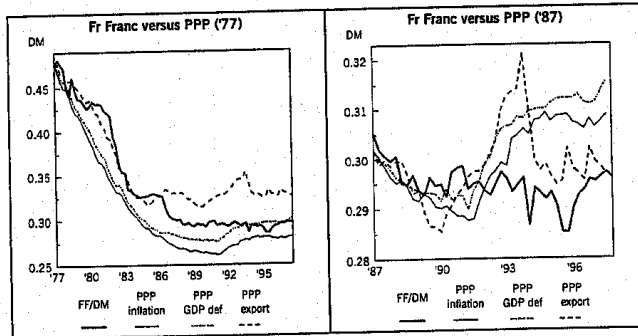 Fr Franc versus PPP ('77)
DM
0.45
0.40
0.35
0.30
0.25
'77 '80 '83 '86 '89 '92 '95
FF/DM PPP inflation PPP GDP def PPP export
Fr Franc versus PPP ('87)
DM
0.32
0.31
0.30
0.29
0.28
'87 '90 '93 '96
FF/DM PPP inflation PPP GDP def PPP export